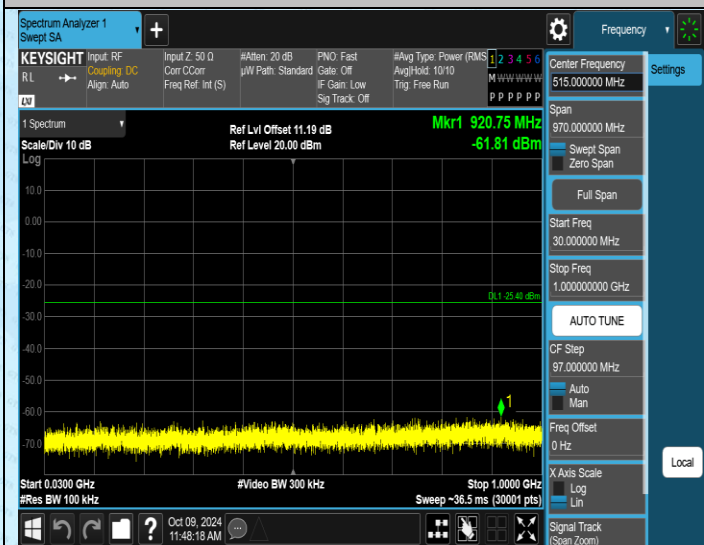 Spectrum Analyzer 1
Swept SA
Frequency
KEYSIGHT
RL
LXI
Input: RF
Coupling: DC
Align: Auto
Input Z: 50 Ω
Corr CCorr
Freq Ref: Int (S)
#Atten: 20 dB
µW Path: Standard
PNO: Fast
Gate: Off
IF Gain: Low
Sig Track: Off
#Avg Type: Power (RMS
Avg|Hold: 10/10
Trig: Free Run
1 2 3 4 5 6
M W W W W W
P P P P P P
1 Spectrum
Scale/Div 10 dB
Log
Ref Lvl Offset 11.19 dB
Ref Level 20.00 dBm
Mkr1 920.75 MHz
-61.81 dBm
10.0
0.00
-10.0
-20.0
DL1 -25.40 dBm
-30.0
-40.0
-50.0
-60.0
1
-70.0
Start 0.0300 GHz
#Res BW 100 kHz
#Video BW 300 kHz
Stop 1.0000 GHz
Sweep ~36.5 ms (30001 pts)
Oct 09, 2024
11:48:18 AM
Center Frequency
515.000000 MHz
Settings
Span
970.000000 MHz
Swept Span
Zero Span
Full Span
Start Freq
30.000000 MHz
Stop Freq
1.000000000 GHz
AUTO TUNE
CF Step
97.000000 MHz
Auto
Man
Freq Offset
0 Hz
X Axis Scale
Log
Lin
Local
Signal Track
(Span Zoom)